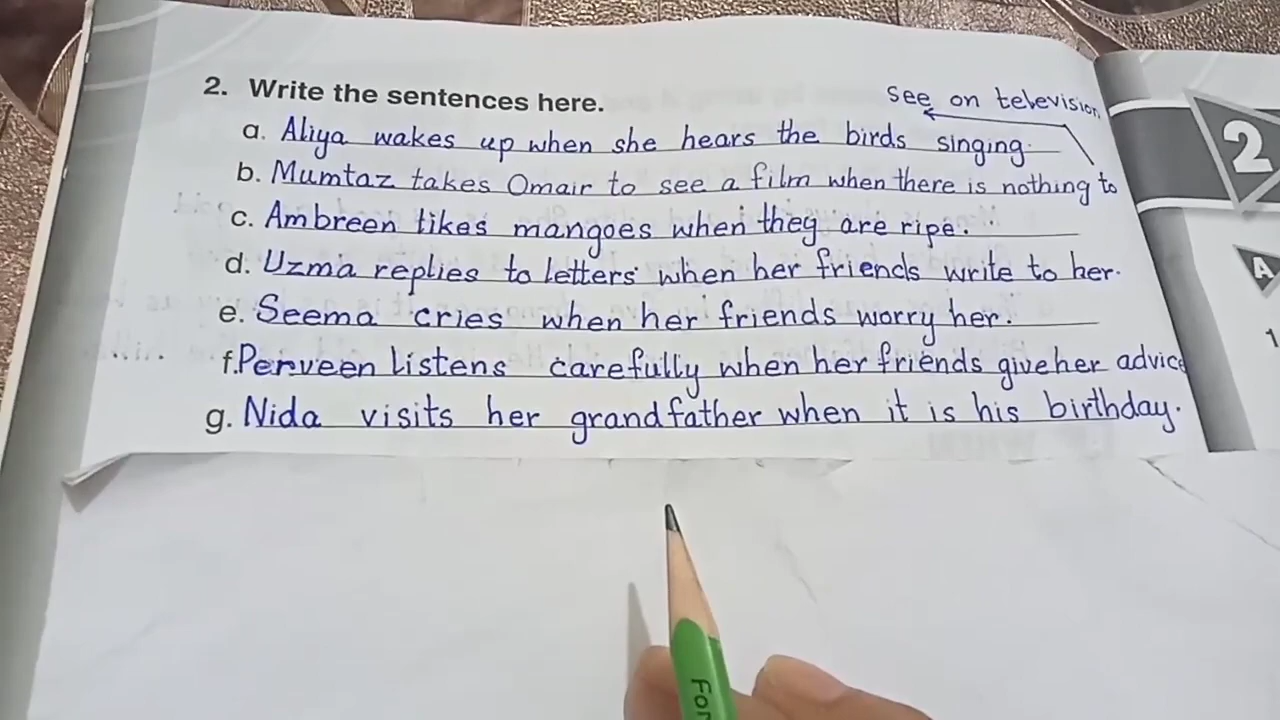 2. Write the sentences here.
see on television
a. Aliya wakes up when she hears the birds singing.
b. Mumtaz takes Omair to see a film when there is nothing to
c. Ambreen likes mangoes when they are ripe.
d. Uzma replies to letters when her friends write to her.
e. Seema cries when her friends worry her.
f. Perveen listens carefully when her friends give her advice
g. Nida visits her grandfather when it is his birthday.
2
A
1
For